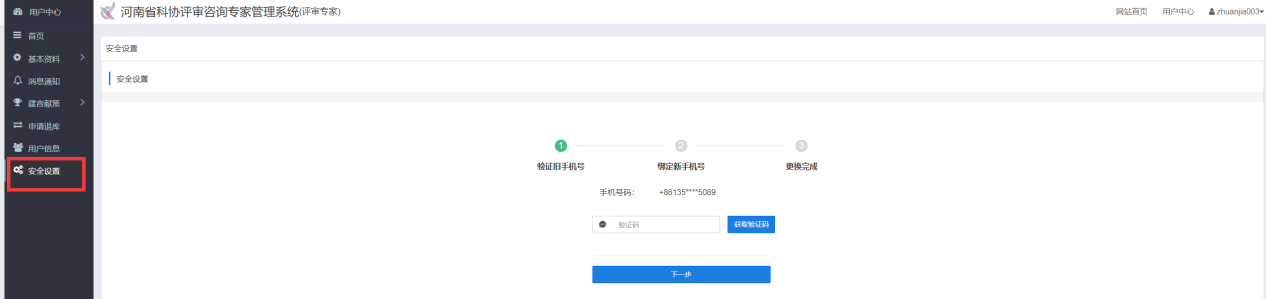 用户中心
河南省科协评审咨询专家管理系统(评审专家)
网站首页 用户中心 zhuanjia003
首页
基本资料
消息通知
建言献策
申请退库
用户信息
安全设置
安全设置
安全设置
1 2 3
验证旧手机号 绑定新手机号 更换完成
手机号码: +86135****5089
验证码 获取验证码
下一步